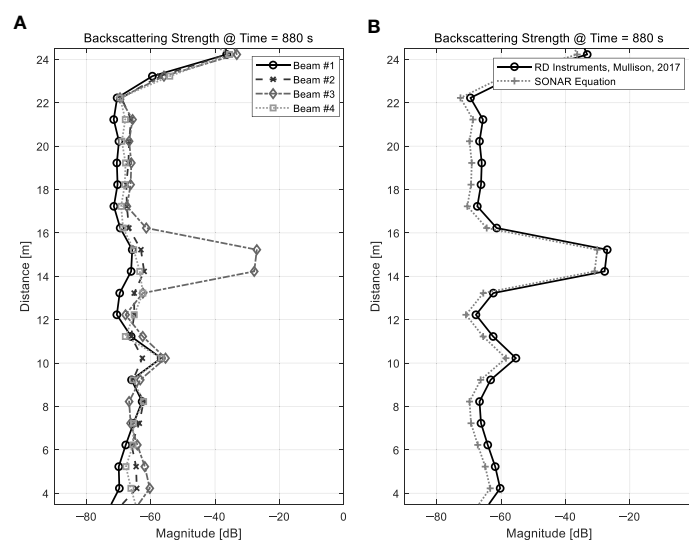 A
Backscattering Strength @ Time = 880 s
Beam #1
Beam #2
Beam #3
Beam #4
24
22
20
18
16
14
12
10
8
6
4
Distance [m]
−80
−60
−40
−20
0
Magnitude [dB]
B
Backscattering Strength @ Time = 880 s
RD Instruments, Mullison, 2017
SONAR Equation
24
22
20
18
16
14
12
10
8
6
4
Distance [m]
−80
−60
−40
−20
Magnitude [dB]